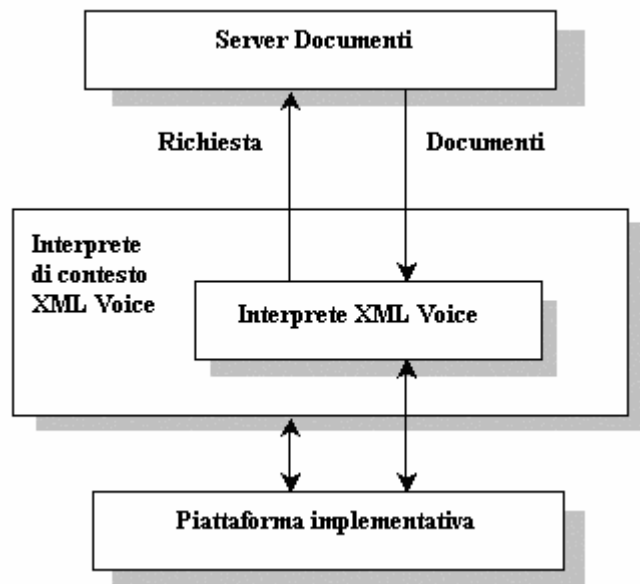 Server Documenti
Richiesta
Documenti
Interprete
di contesto
XML Voice
Interprete XML Voice
Piattaforma implementativa